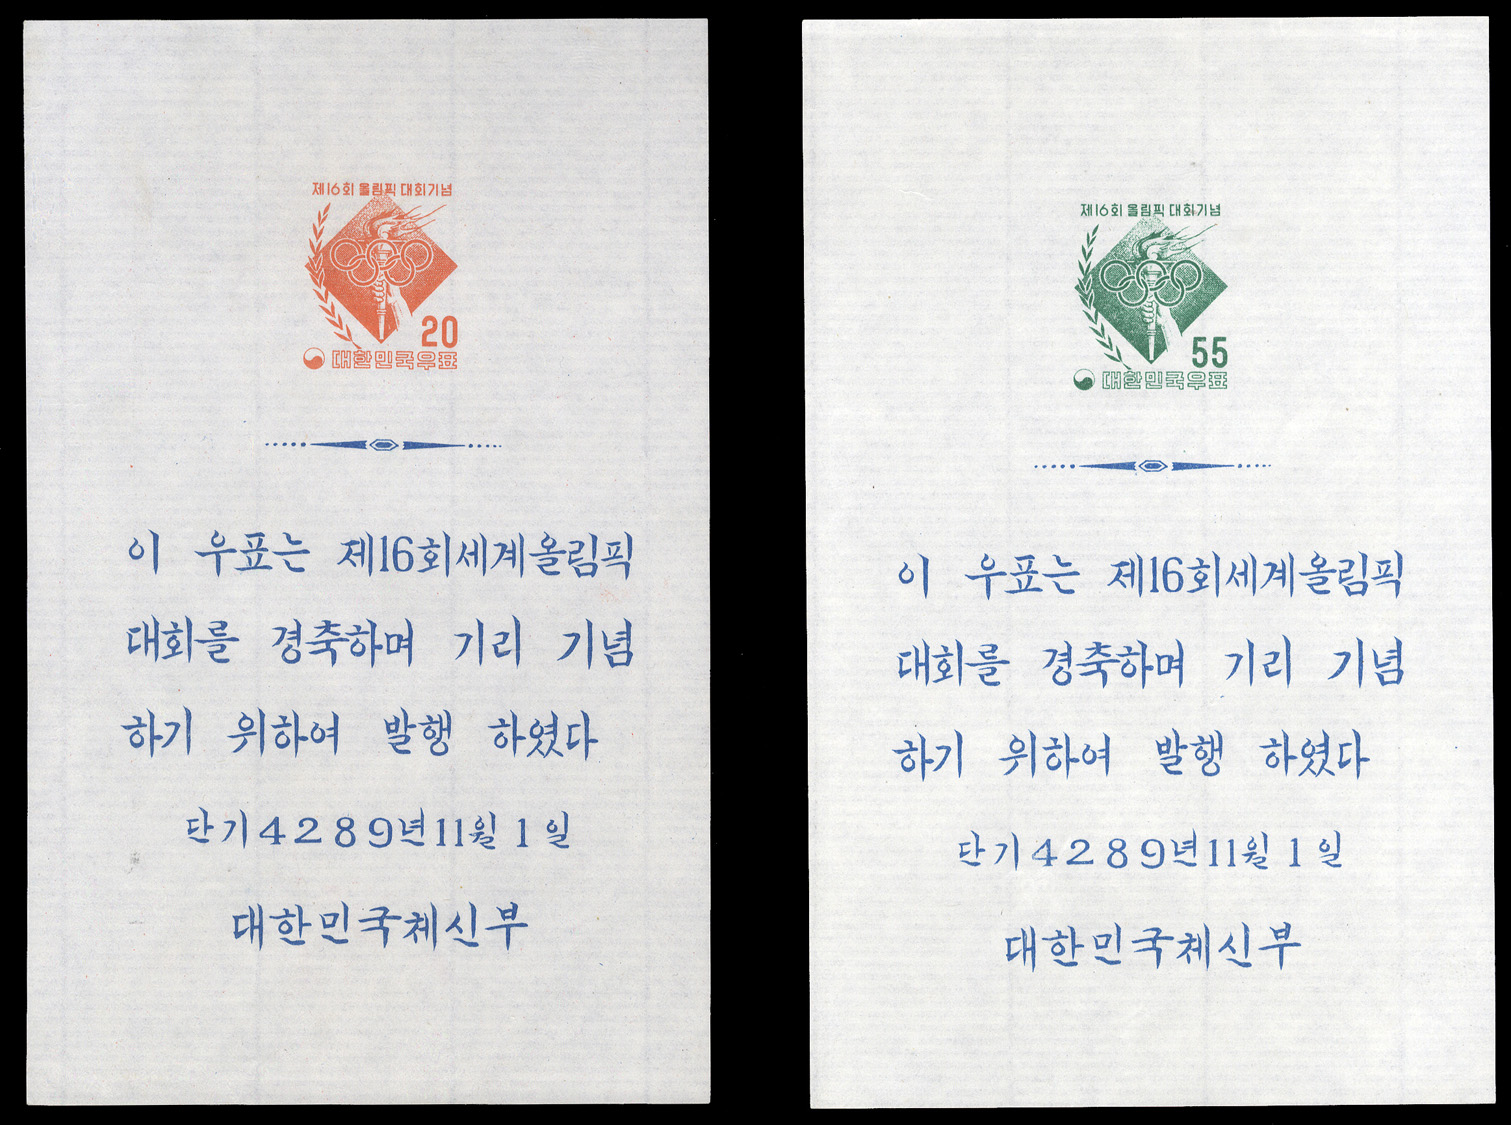 제16회 올림픽 대회기념
20
대한민국우표
이 우표는 제16회세계올림픽
대회를 경축하며 기리 기념
하기 위하여 발행 하였다
단기4289년11월 1 일
대한민국체신부
제16회 올림픽 대회기념
55
대한민국우표
이 우표는 제16회세계올림픽
대회를 경축하며 기리 기념
하기 위하여 발행 하였다
단기4289년11월 1 일
대한민국체신부